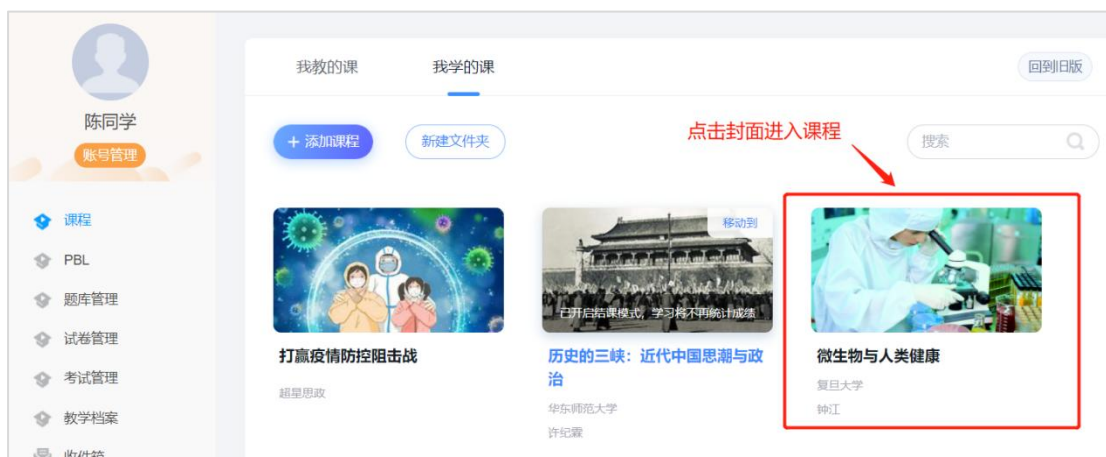 我教的课
我学的课
回到旧版
陈同学
账号管理
+ 添加课程
新建文件夹
点击封面进入课程
搜索
课程
PBL
题库管理
试卷管理
考试管理
教学档案
收件箱
移动到
已开启结课模式，学习将不再统计成绩
打赢疫情防控阻击战
超星思政
历史的三峡：近代中国思潮与政
治
华东师范大学
许纪霖
微生物与人类健康
复旦大学
钟江